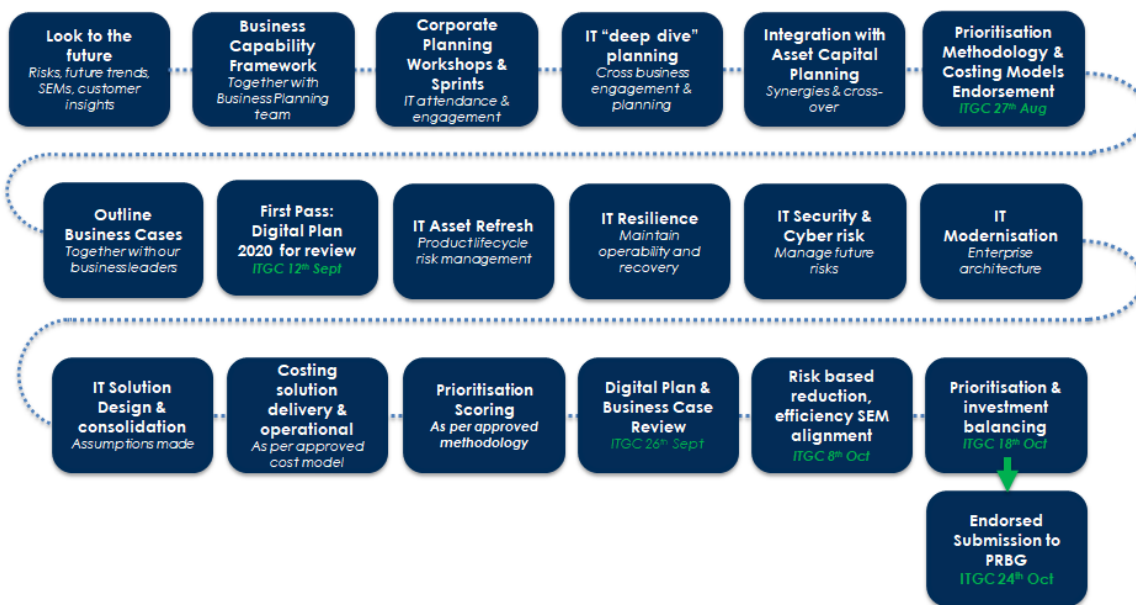 Look to the
future
Risks, future trends,
SEMs, customer
insights
Business
Capability
Framework
Together with
Business Planning
team
Corporate
Planning
Workshops &
Sprints
IT attendance &
engagement
IT “deep dive”
planning
Cross business
engagement &
planning
Integration with
Asset Capital
Planning
Synergies & cross-
over
Prioritisation
Methodology &
Costing Models
Endorsement
ITGC 27th Aug
Outline
Business Cases
Together with our
business leaders
First Pass:
Digital Plan
2020 for review
ITGC 12th Sept
IT Asset Refresh
Product lifecycle
risk management
IT Resilience
Maintain
operability and
recovery
IT Security &
Cyber risk
Manage future
risks
IT
Modernisation
Enterprise
architecture
IT Solution
Design &
consolidation
Assumptions made
Costing
solution
delivery &
operational
As per approved
cost model
Prioritisation
Scoring
As per approved
methodology
Digital Plan &
Business Case
Review
ITGC 26th Sept
Risk based
reduction,
efficiency SEM
alignment
ITGC 8th Oct
Prioritisation &
investment
balancing
ITGC 18th Oct
Endorsed
Submission to
PRBG
ITGC 24th Oct